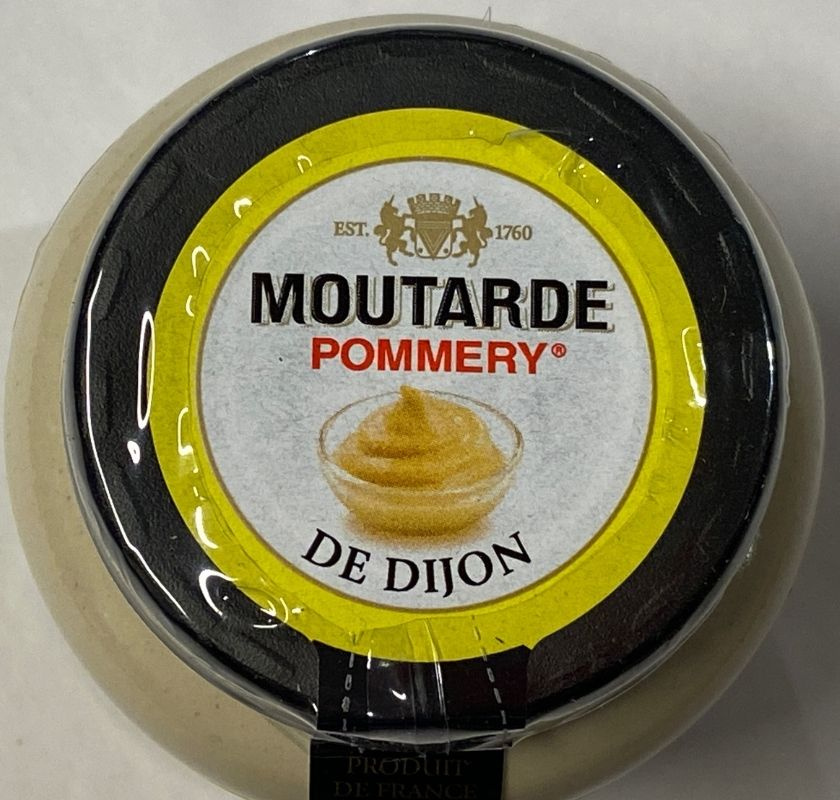 EST. 1760
MOUTARDE
POMMERY®
DE DIJON
PRODUIT
DE FRANCE